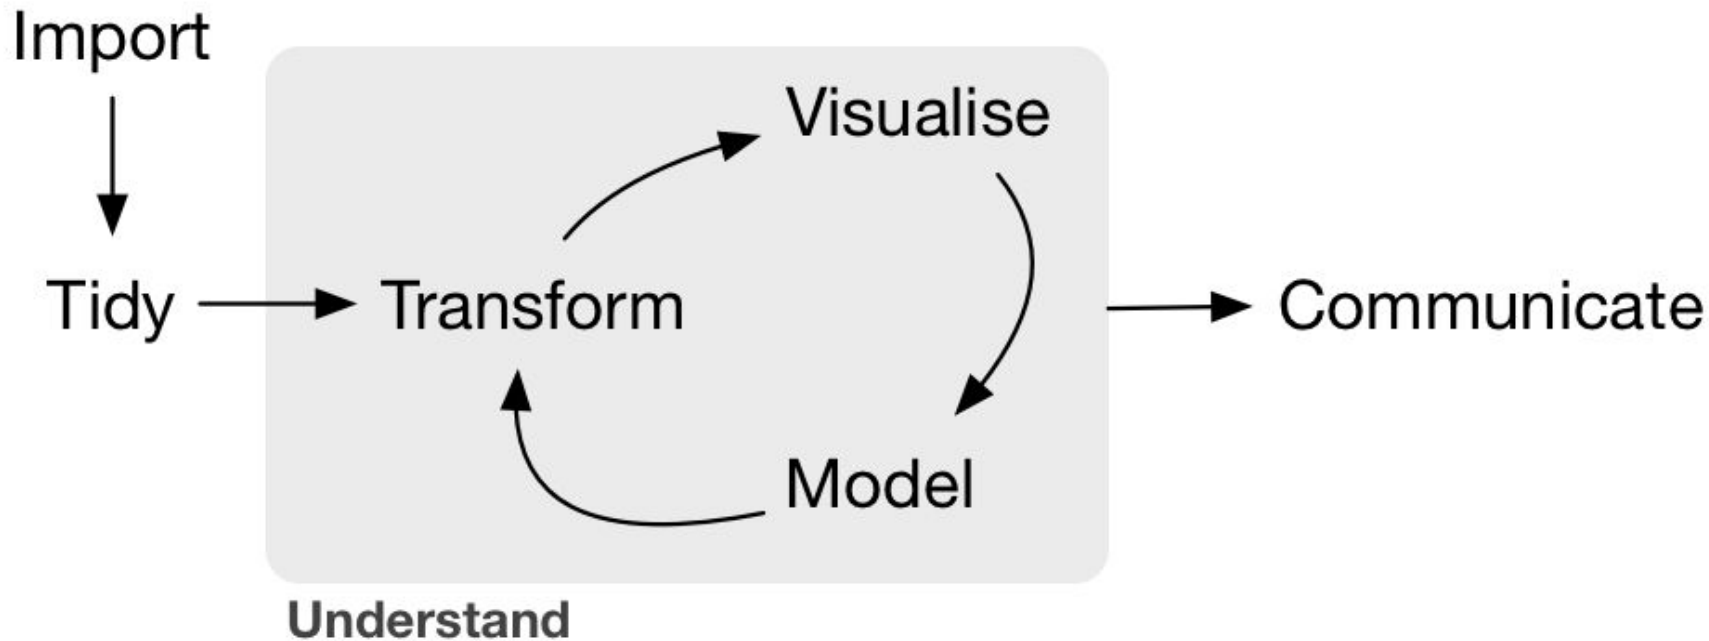 Import
Visualise
Tidy
Transform
Communicate
Model
Understand